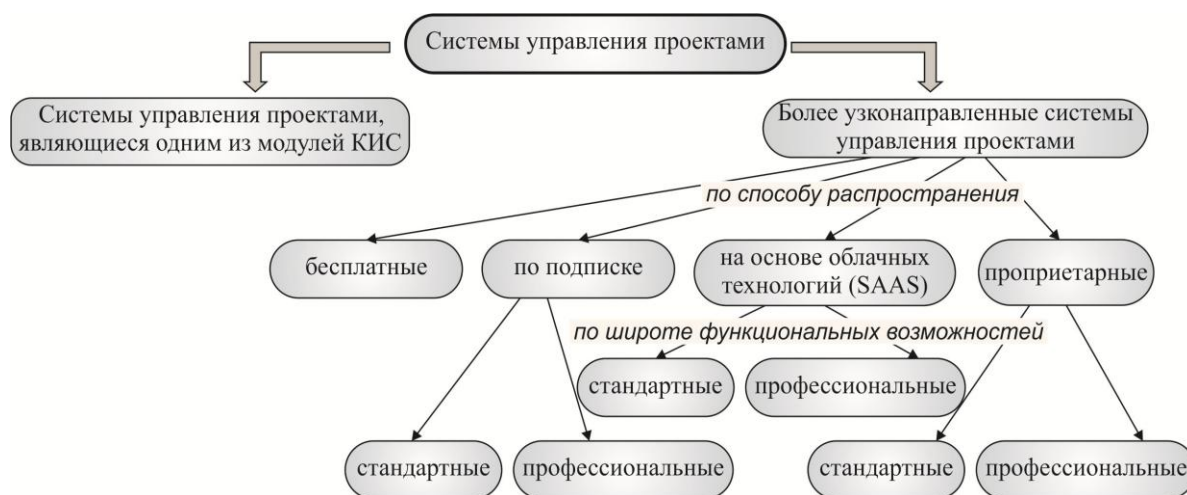 Системы управления проектами
Системы управления проектами,
являющиеся одним из модулей КИС
Более узконаправленные системы
управления проектами
по способу распространения
бесплатные
по подписке
на основе облачных
технологий (SAAS)
проприетарные
по широте функциональных возможностей
стандартные
профессиональные
стандартные
профессиональные
стандартные
профессиональные